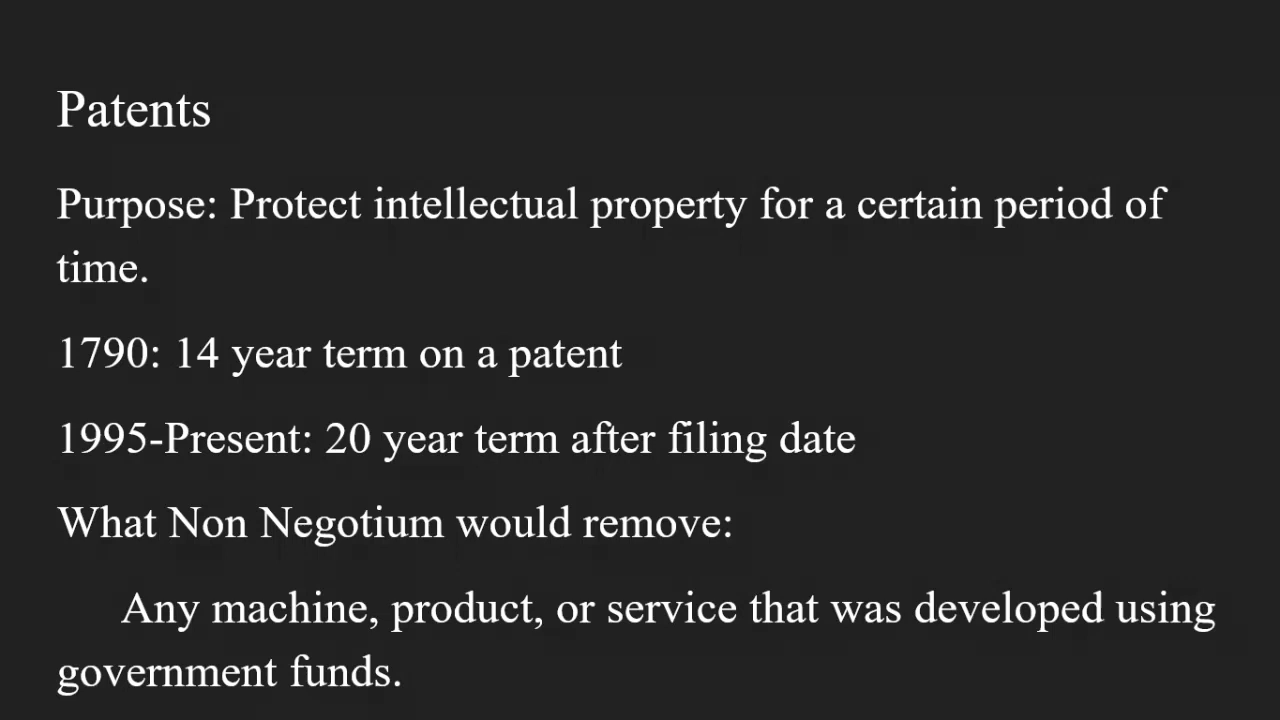 Patents
Purpose: Protect intellectual property for a certain period of
time.
1790: 14 year term on a patent
1995-Present: 20 year term after filing date
What Non Negotium would remove:
Any machine, product, or service that was developed using
government funds.